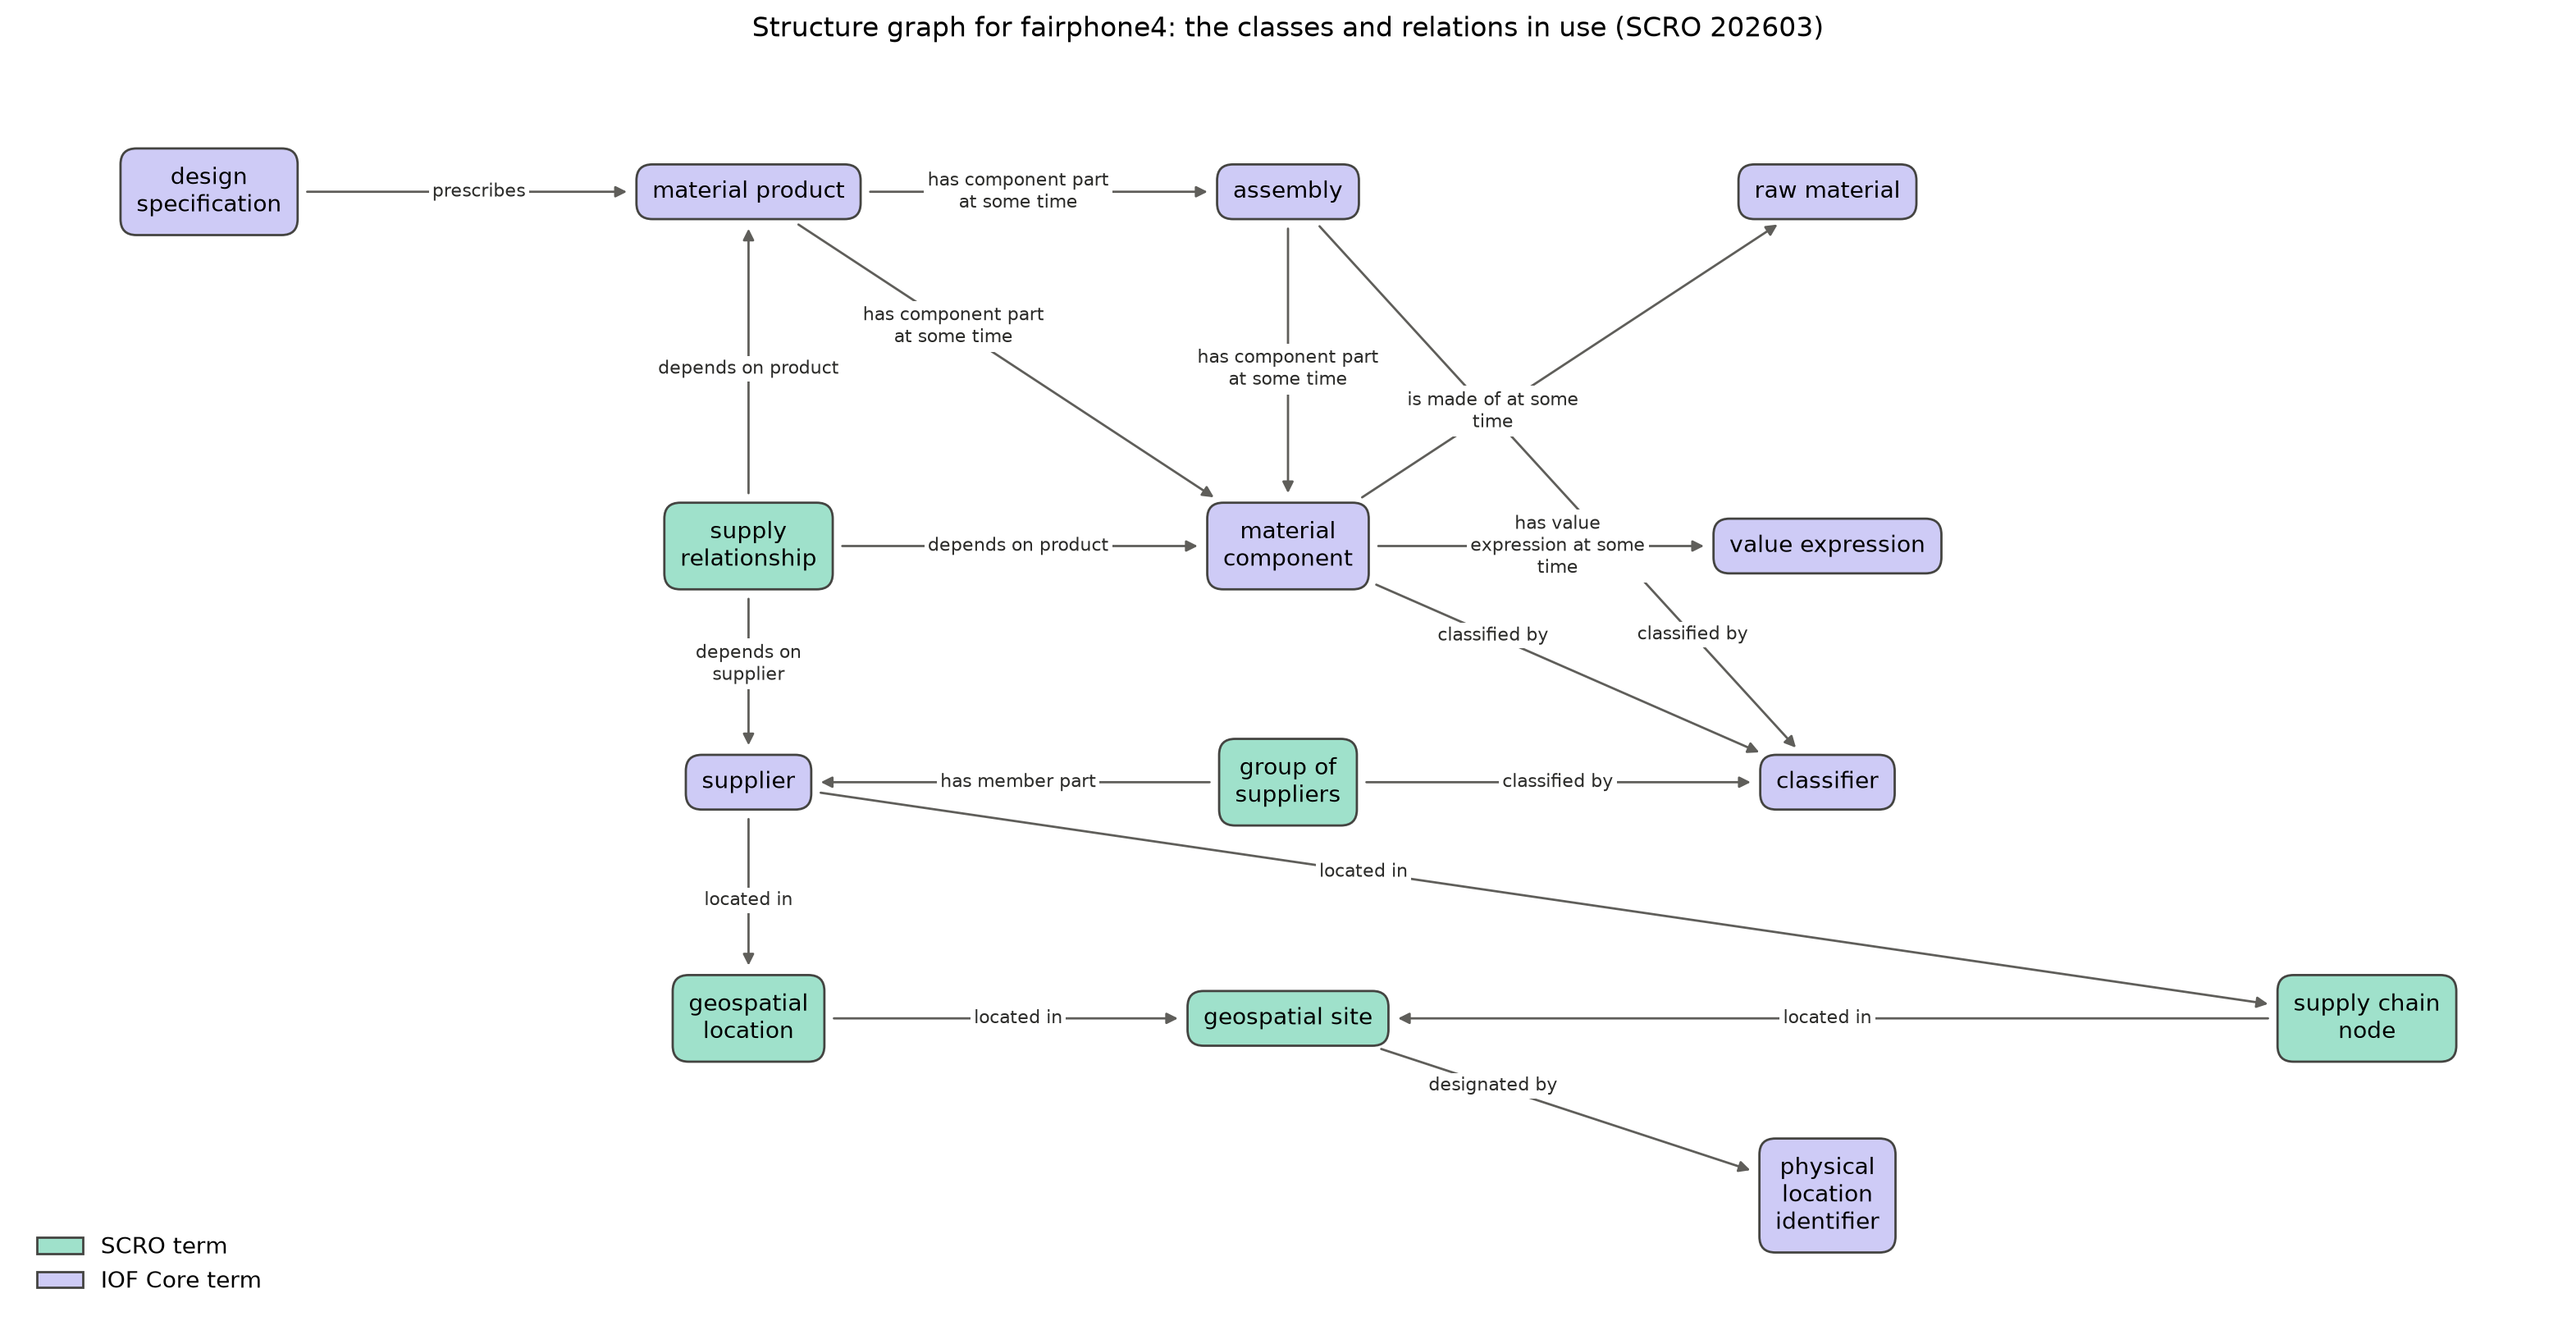 Structure graph for fairphone4: the classes and relations in use (SCRO 202603)
design
specification
prescribes
material product
has component part
at some time
assembly
raw material
has component part
at some time
depends on product
has component part
at some time
is made of at some
time
supply
relationship
depends on product
material
component
has value
expression at some
time
value expression
classified by
classified by
depends on
supplier
supplier
has member part
group of
suppliers
classified by
classifier
located in
located in
geospatial
location
located in
geospatial site
located in
supply chain
node
designated by
physical
location
identifier
SCRO term
IOF Core term